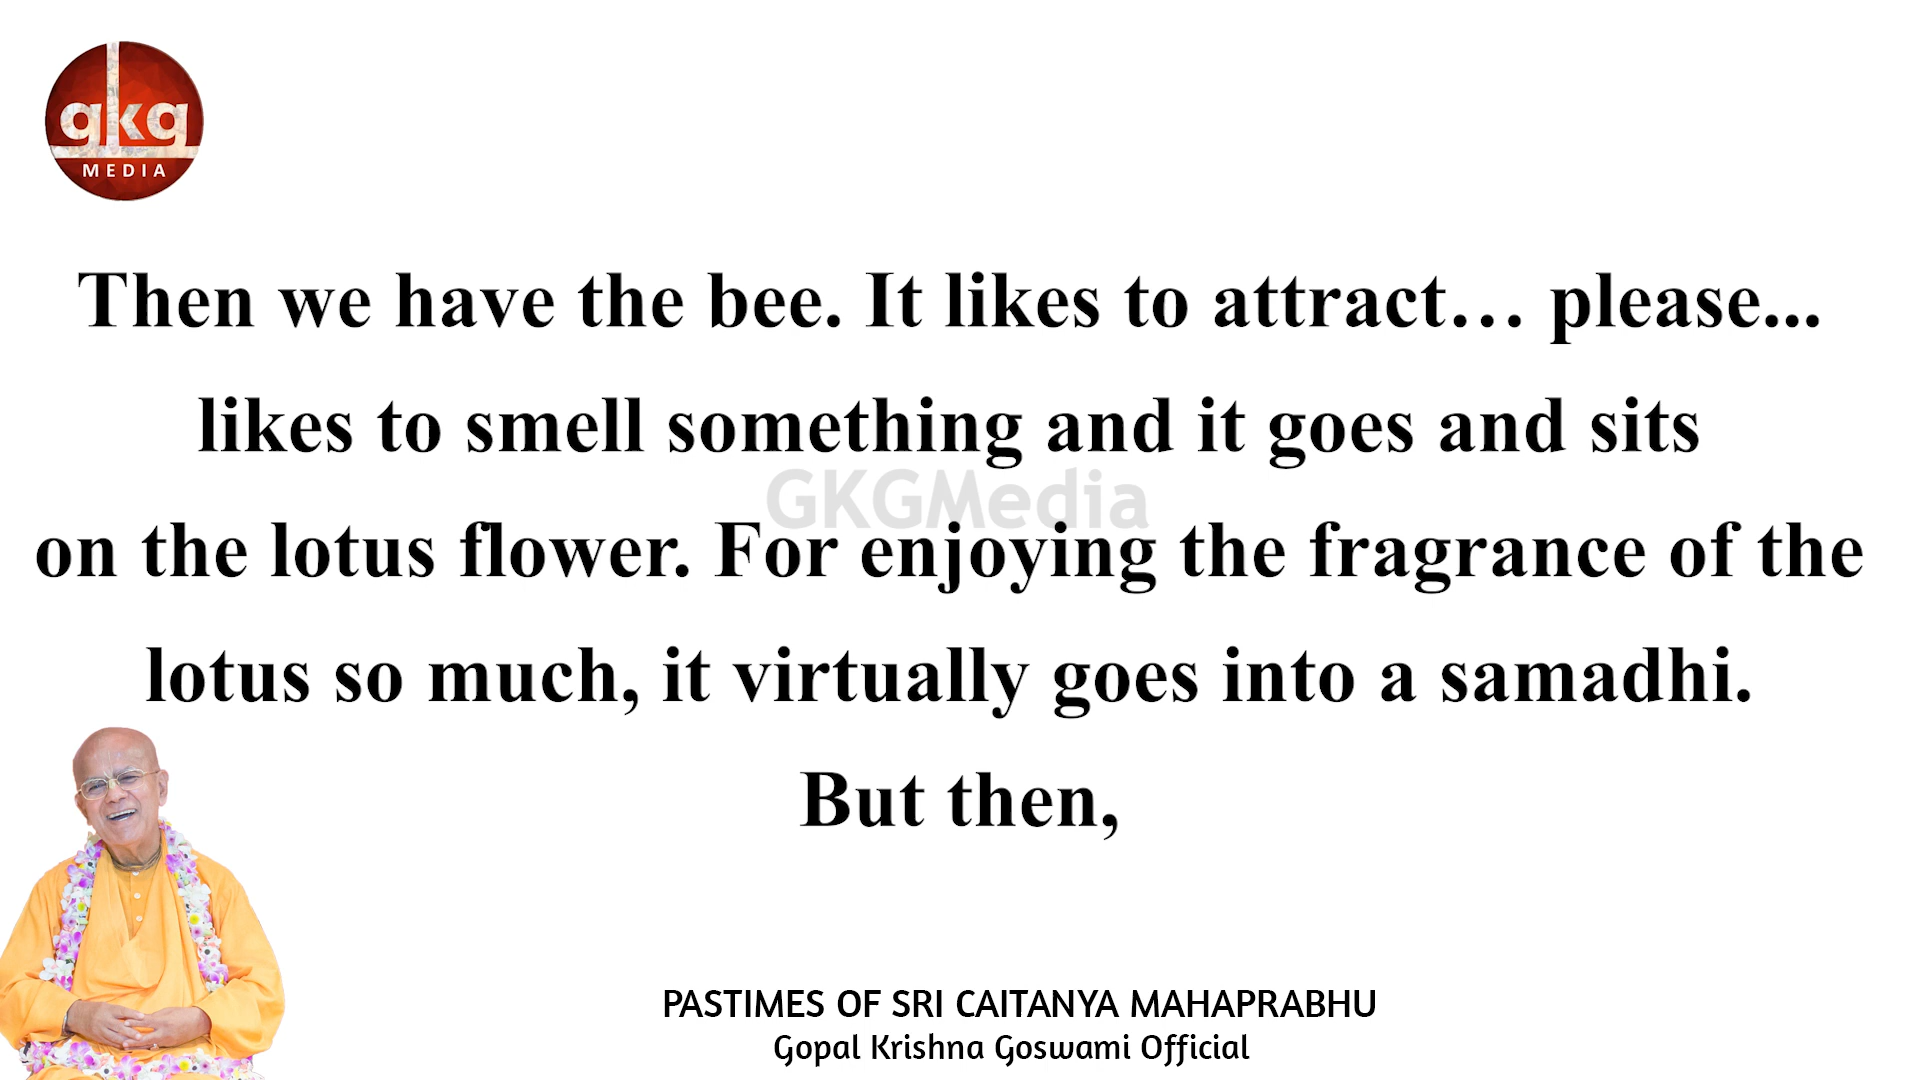 gkg
MEDIA
Then we have the bee. It likes to attract… please...
likes to smell something and it goes and sits
GKGMedia
on the lotus flower. For enjoying the fragrance of the
lotus so much, it virtually goes into a samadhi.
But then,
PASTIMES OF SRI CAITANYA MAHAPRABHU
Gopal Krishna Goswami Official